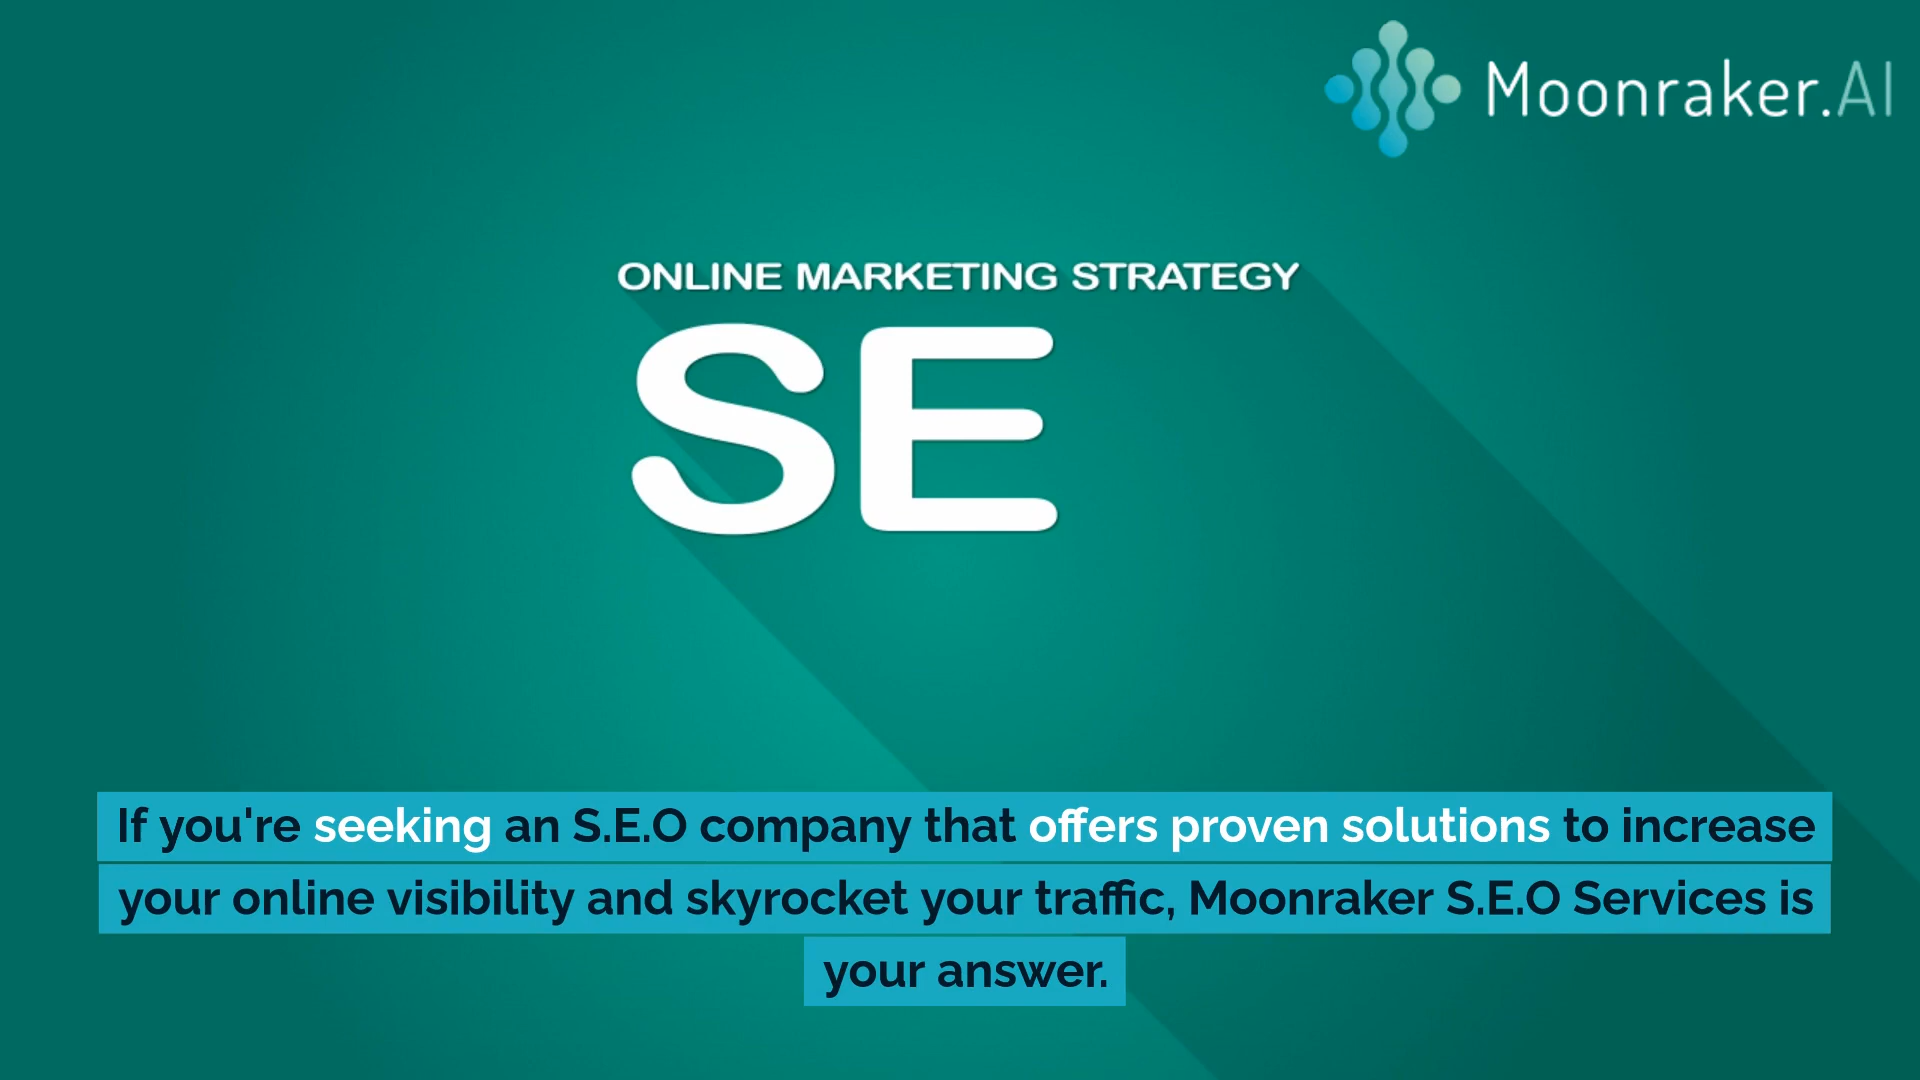 Moonraker.AI
ONLINE MARKETING STRATEGY
SE
If you're seeking an S.E.O company that offers proven solutions to increase
your online visibility and skyrocket your traffic, Moonraker S.E.O Services is
your answer.